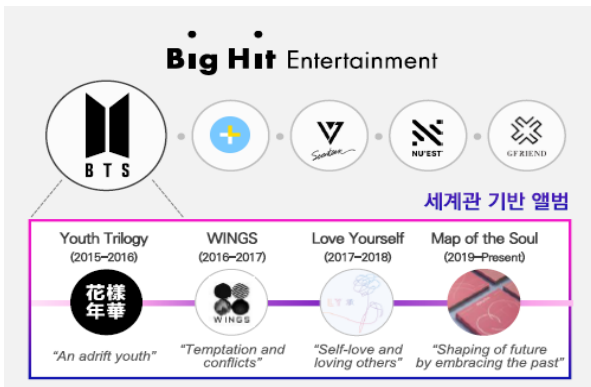 Big Hit Entertainment
BTS
Seventeen
NU'EST
GFRIEND
세계관 기반 앨범
Youth Trilogy
(2015–2016)
花樣
年華
"An adrift youth"
WINGS
(2016–2017)
WINGS
"Temptation and
conflicts"
Love Yourself
(2017–2018)
"Self-love and
loving others"
Map of the Soul
(2019–Present)
"Shaping of future
by embracing the past"